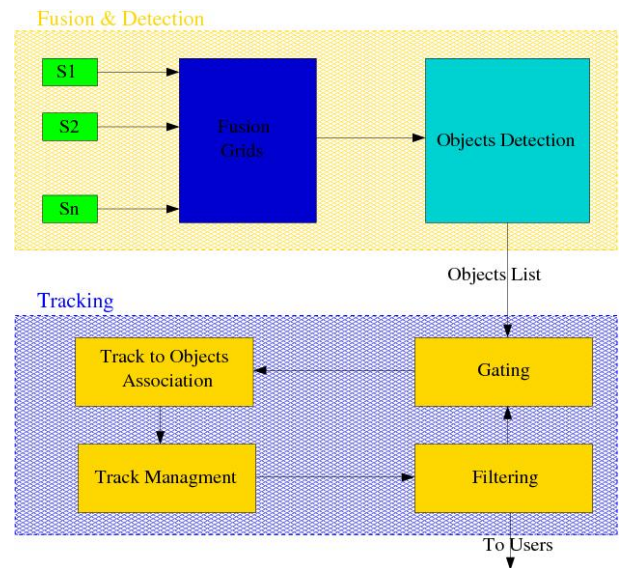 Fusion & Detection
S1
S2
Sn
Fusion
Grids
Objects Detection
Objects List
Tracking
Track to Objects
Association
Gating
Track Managment
Filtering
To Users